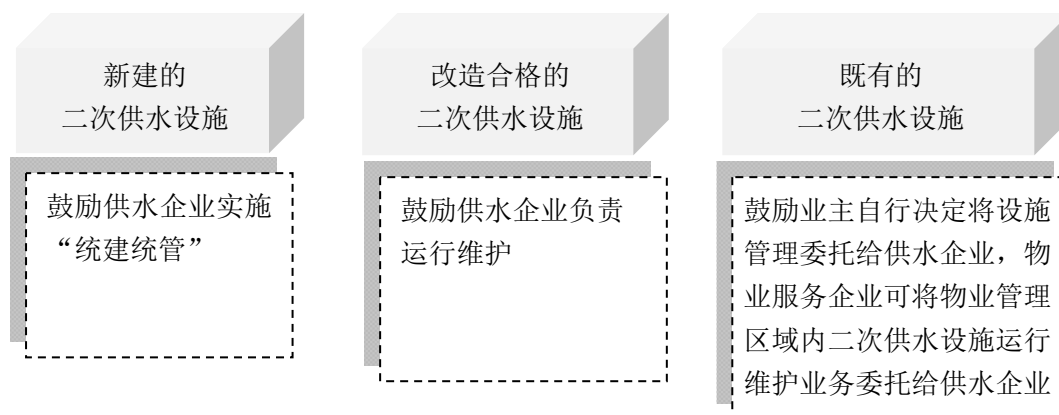 新建的
二次供水设施
鼓励供水企业实施
“统建统管”
改造合格的
二次供水设施
鼓励供水企业负责
运行维护
既有的
二次供水设施
鼓励业主自行决定将设施
管理委托给供水企业，物
业服务企业可将物业管理
区域内二次供水设施运行
维护业务委托给供水企业